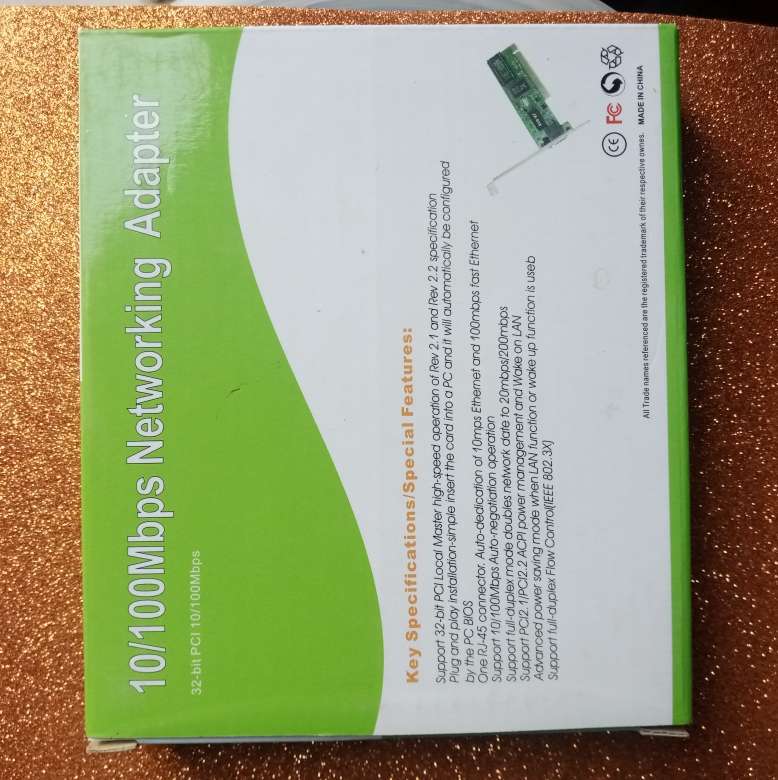 10/100Mbps Networking Adapter
32-bit PCI 10/100Mbps
Key Specifications/Special Features:
Support 32-bit PCI Local Master high-speed operation of Rev 2.1 and Rev 2.2 specification
Plug and play installation-simple insert the card into a PC and it will automatically be configured
by the PC BIOS
One RJ-45 connector. Auto-dedication of 10mps Ethernet and 100mbps fast Ethernet
Support 10/100Mbps Auto-negotiation operation
Support full-duplex mode doubles network date to 20mbps/200mbps
Support PCI2.1/PCI2.2 ACPI power management and Wake on LAN
Advanced power saving mode when LAN function or wake up function is useb
Support full-duplex Flow Control(IEEE 802.3X)
CE FC
All Trade names referenced are the registered trademark of their respective ownes. MADE IN CHINA